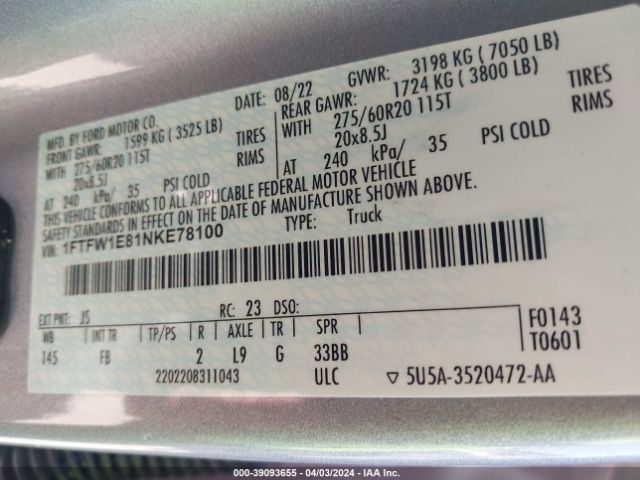 MFD. BY FORD MOTOR CO.
DATE: 08/22 GVWR: 3198 KG ( 7050 LB)
FRONT GAWR: 1599 KG ( 3525 LB)
REAR GAWR: 1724 KG ( 3800 LB)
WITH 275/60R20 115T TIRES
WITH 275/60R20 115T TIRES
20x8.5J RIMS
20x8.5J RIMS
AT 240 kPa/ 35 PSI COLD
AT 240 kPa/ 35 PSI COLD
THIS VEHICLE CONFORMS TO ALL APPLICABLE FEDERAL MOTOR VEHICLE
SAFETY STANDARDS IN EFFECT ON THE DATE OF MANUFACTURE SHOWN ABOVE.
VIN: 1FTFW1E81NKE78100 TYPE: Truck
EXT PNT: JS RC: 23 DSO:
WB INT TR TP/PS R AXLE TR SPR
145 FB 2 L9 G 33BB
F0143
T0601
2202208311043 ULC ▽ 5U5A-3520472-AA
000-39093655 - 04/03/2024 - IAA Inc.